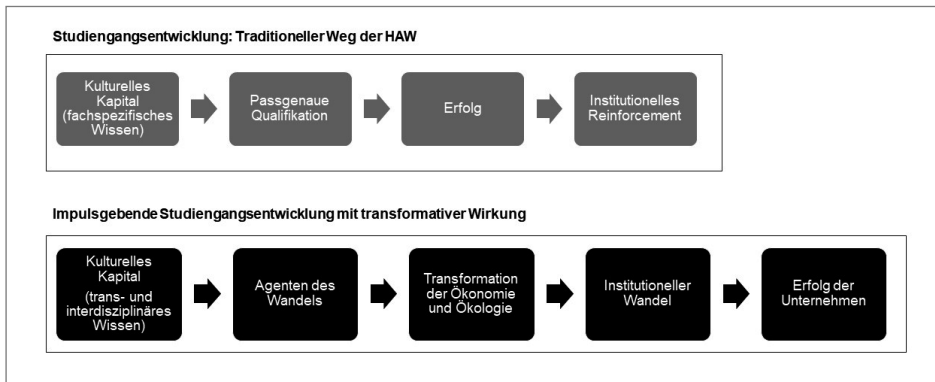 Studiengangsentwicklung: Traditioneller Weg der HAW
Kulturelles
Kapital
(fachspezifisches
Wissen)
Passgenaue
Qualifikation
Erfolg
Institutionelles
Reinforcement
Impulsgebende Studiengangsentwicklung mit transformativer Wirkung
Kulturelles
Kapital
(trans- und
interdisziplinäres
Wissen)
Agenten des
Wandels
Transformation
der Ökonomie
und Ökologie
Institutioneller
Wandel
Erfolg der
Unternehmen